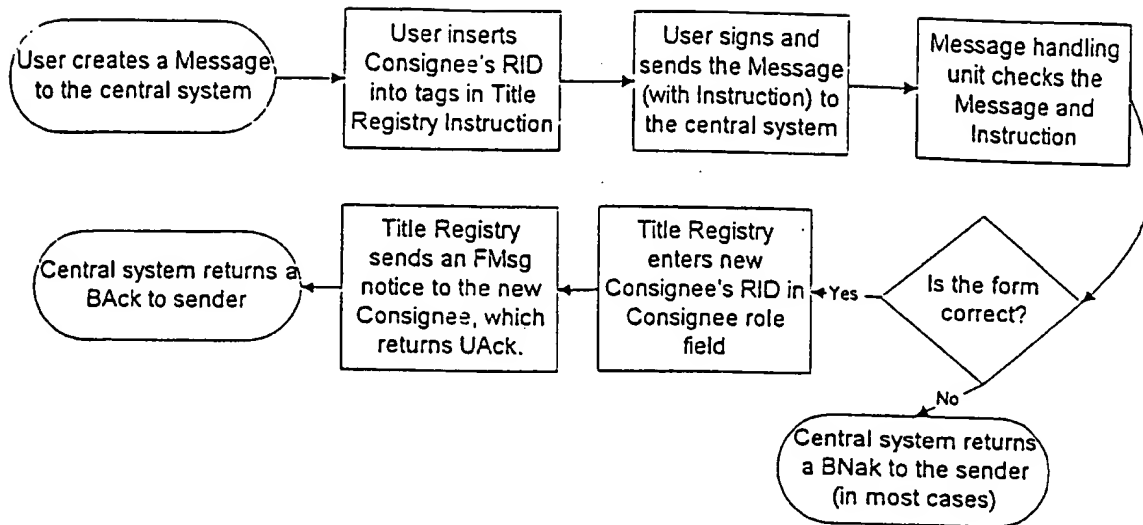 User creates a Message
to the central system
User inserts
Consignee's RID
into tags in Title
Registry Instruction
User signs and
sends the Message
(with Instruction) to
the central system
Message handling
unit checks the
Message and
Instruction
Is the form
correct?
Yes
Title Registry
enters new
Consignee's RID in
Consignee role
field
Title Registry
sends an FMsg
notice to the new
Consignee, which
returns UAck.
Central system returns a
BAck to sender
No
Central system returns
a BNak to the sender
(in most cases)